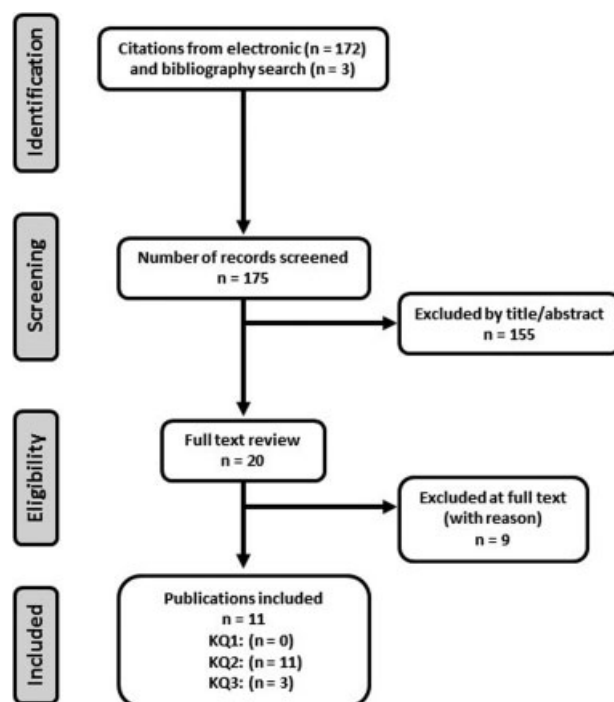 Identification
Citations from electronic (n = 172)
and bibliography search (n = 3)
Screening
Number of records screened
n = 175
Excluded by title/abstract
n = 155
Eligibility
Full text review
n = 20
Excluded at full text
(with reason)
n = 9
Included
Publications included
n = 11
KQ1: (n = 0)
KQ2: (n = 11)
KQ3: (n = 3)